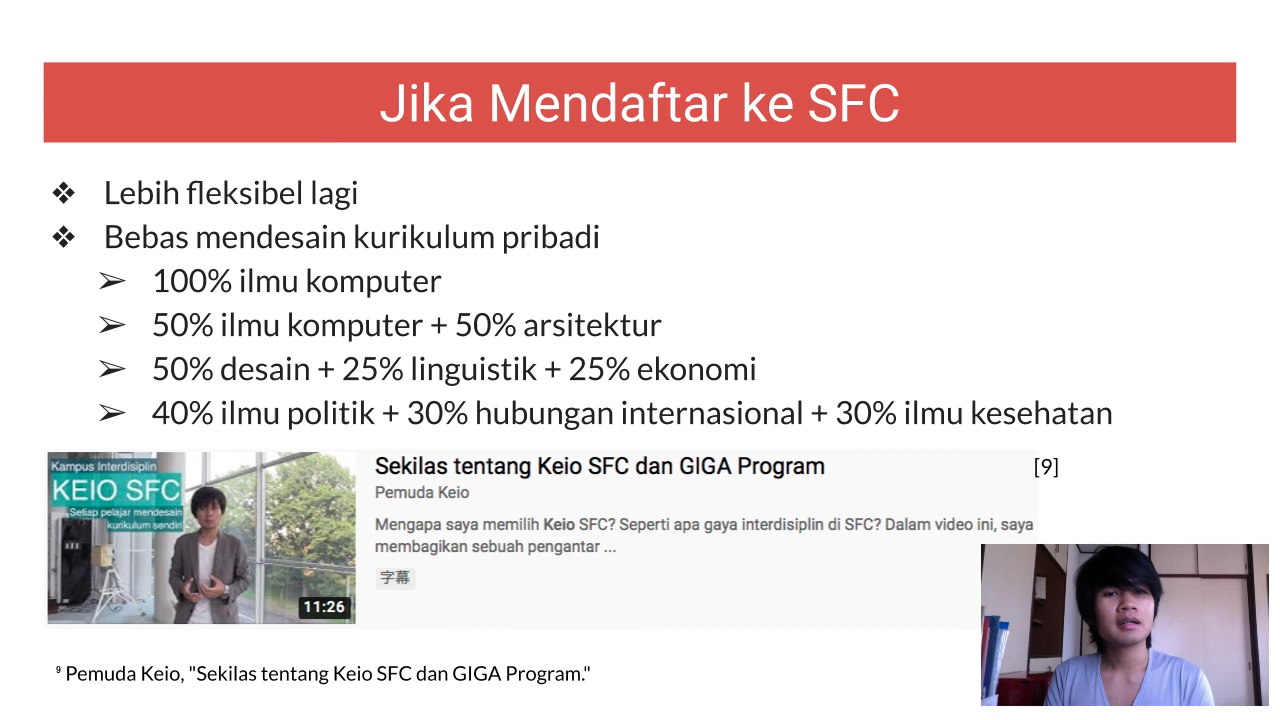 Jika Mendaftar ke SFC
❖ Lebih fleksibel lagi
❖ Bebas mendesain kurikulum pribadi
➢ 100% ilmu komputer
➢ 50% ilmu komputer + 50% arsitektur
➢ 50% desain + 25% linguistik + 25% ekonomi
➢ 40% ilmu politik + 30% hubungan internasional + 30% ilmu kesehatan
Kampus Interdisiplin
KEIO SFC
Setiap pelajar mendesain
kurikulum sendiri
11:26
Sekilas tentang Keio SFC dan GIGA Program
[9]
Pemuda Keio
Mengapa saya memilih Keio SFC? Seperti apa gaya interdisiplin di SFC? Dalam video ini, saya
membagikan sebuah pengantar ...
字幕
⁹ Pemuda Keio, "Sekilas tentang Keio SFC dan GIGA Program."